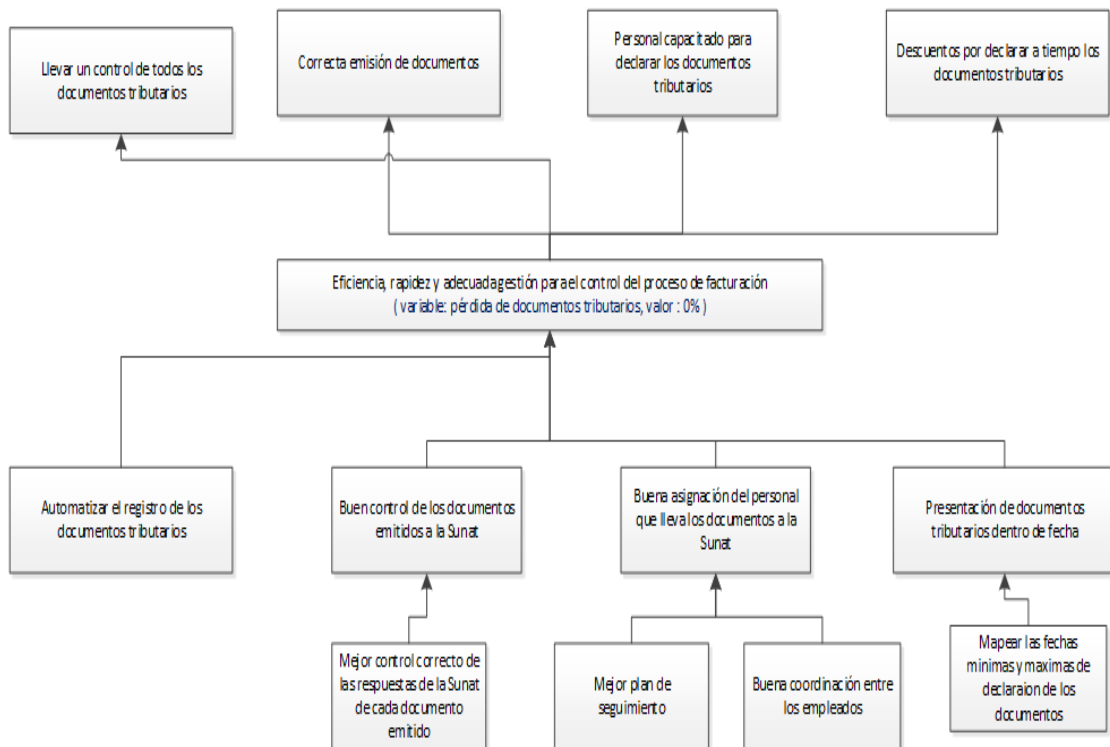 Llevar un control de todos los
documentos tributarios
Correcta emisión de documentos
Personal capacitado para
declarar los documentos
tributarios
Descuentos por declarar a tiempo los
documentos tributarios
Eficiencia, rapidez y adecuada gestión para el control del proceso de facturación
( variable: pérdida de documentos tributarios, valor : 0% )
Automatizar el registro de los
documentos tributarios
Buen control de los documentos
emitidos a la Sunat
Buena asignación del personal
que lleva los documentos a la
Sunat
Presentación de documentos
tributarios dentro de fecha
Mejor control correcto de
las respuestas de la Sunat
de cada documento
emitido
Mejor plan de
seguimiento
Buena coordinación entre
los empleados
Mapear las fechas
minimas y maximas de
declaraion de los
documentos